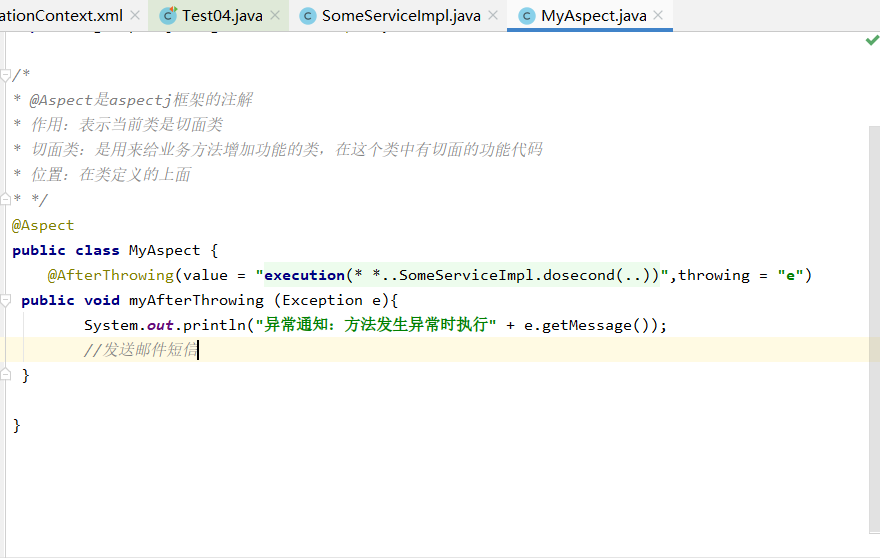 ationContext.xml Test04.java SomeServiceImpl.java MyAspect.java
/*
* @Aspect是aspectj框架的注解
* 作用：表示当前类是切面类
* 切面类：是用来给业务方法增加功能的类，在这个类中有切面的功能代码
* 位置：在类定义的上面
* */
@Aspect
public class MyAspect {
@AfterThrowing(value = "execution(* *..SomeServiceImpl.dosecond(..))",throwing = "e")
public void myAfterThrowing (Exception e){
System.out.println("异常通知：方法发生异常时执行" + e.getMessage());
//发送邮件短信
}
}